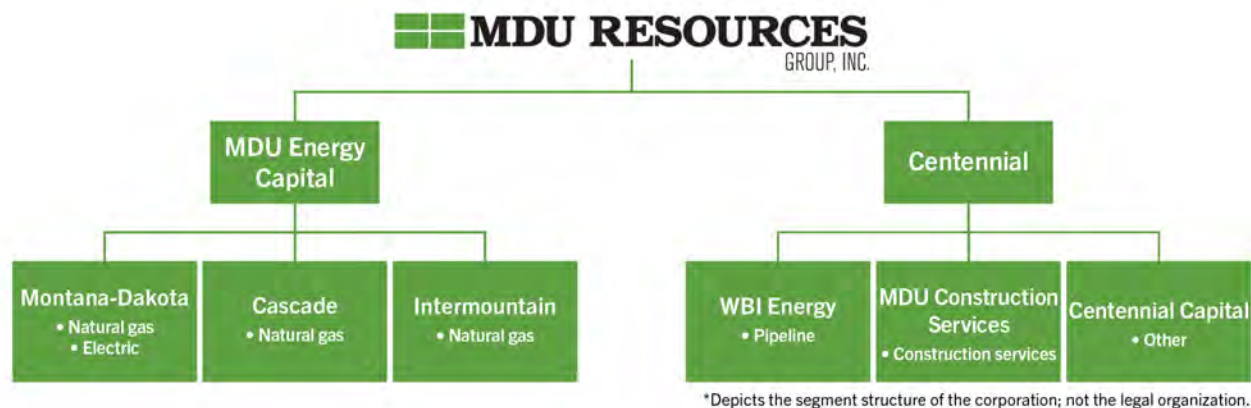 MDU RESOURCES
GROUP, INC.
MDU Energy
Capital
Centennial
Montana-Dakota
• Natural gas
• Electric
Cascade
• Natural gas
Intermountain
• Natural gas
WBI Energy
• Pipeline
MDU Construction
Services
• Construction services
Centennial Capital
• Other
*Depicts the segment structure of the corporation; not the legal organization.